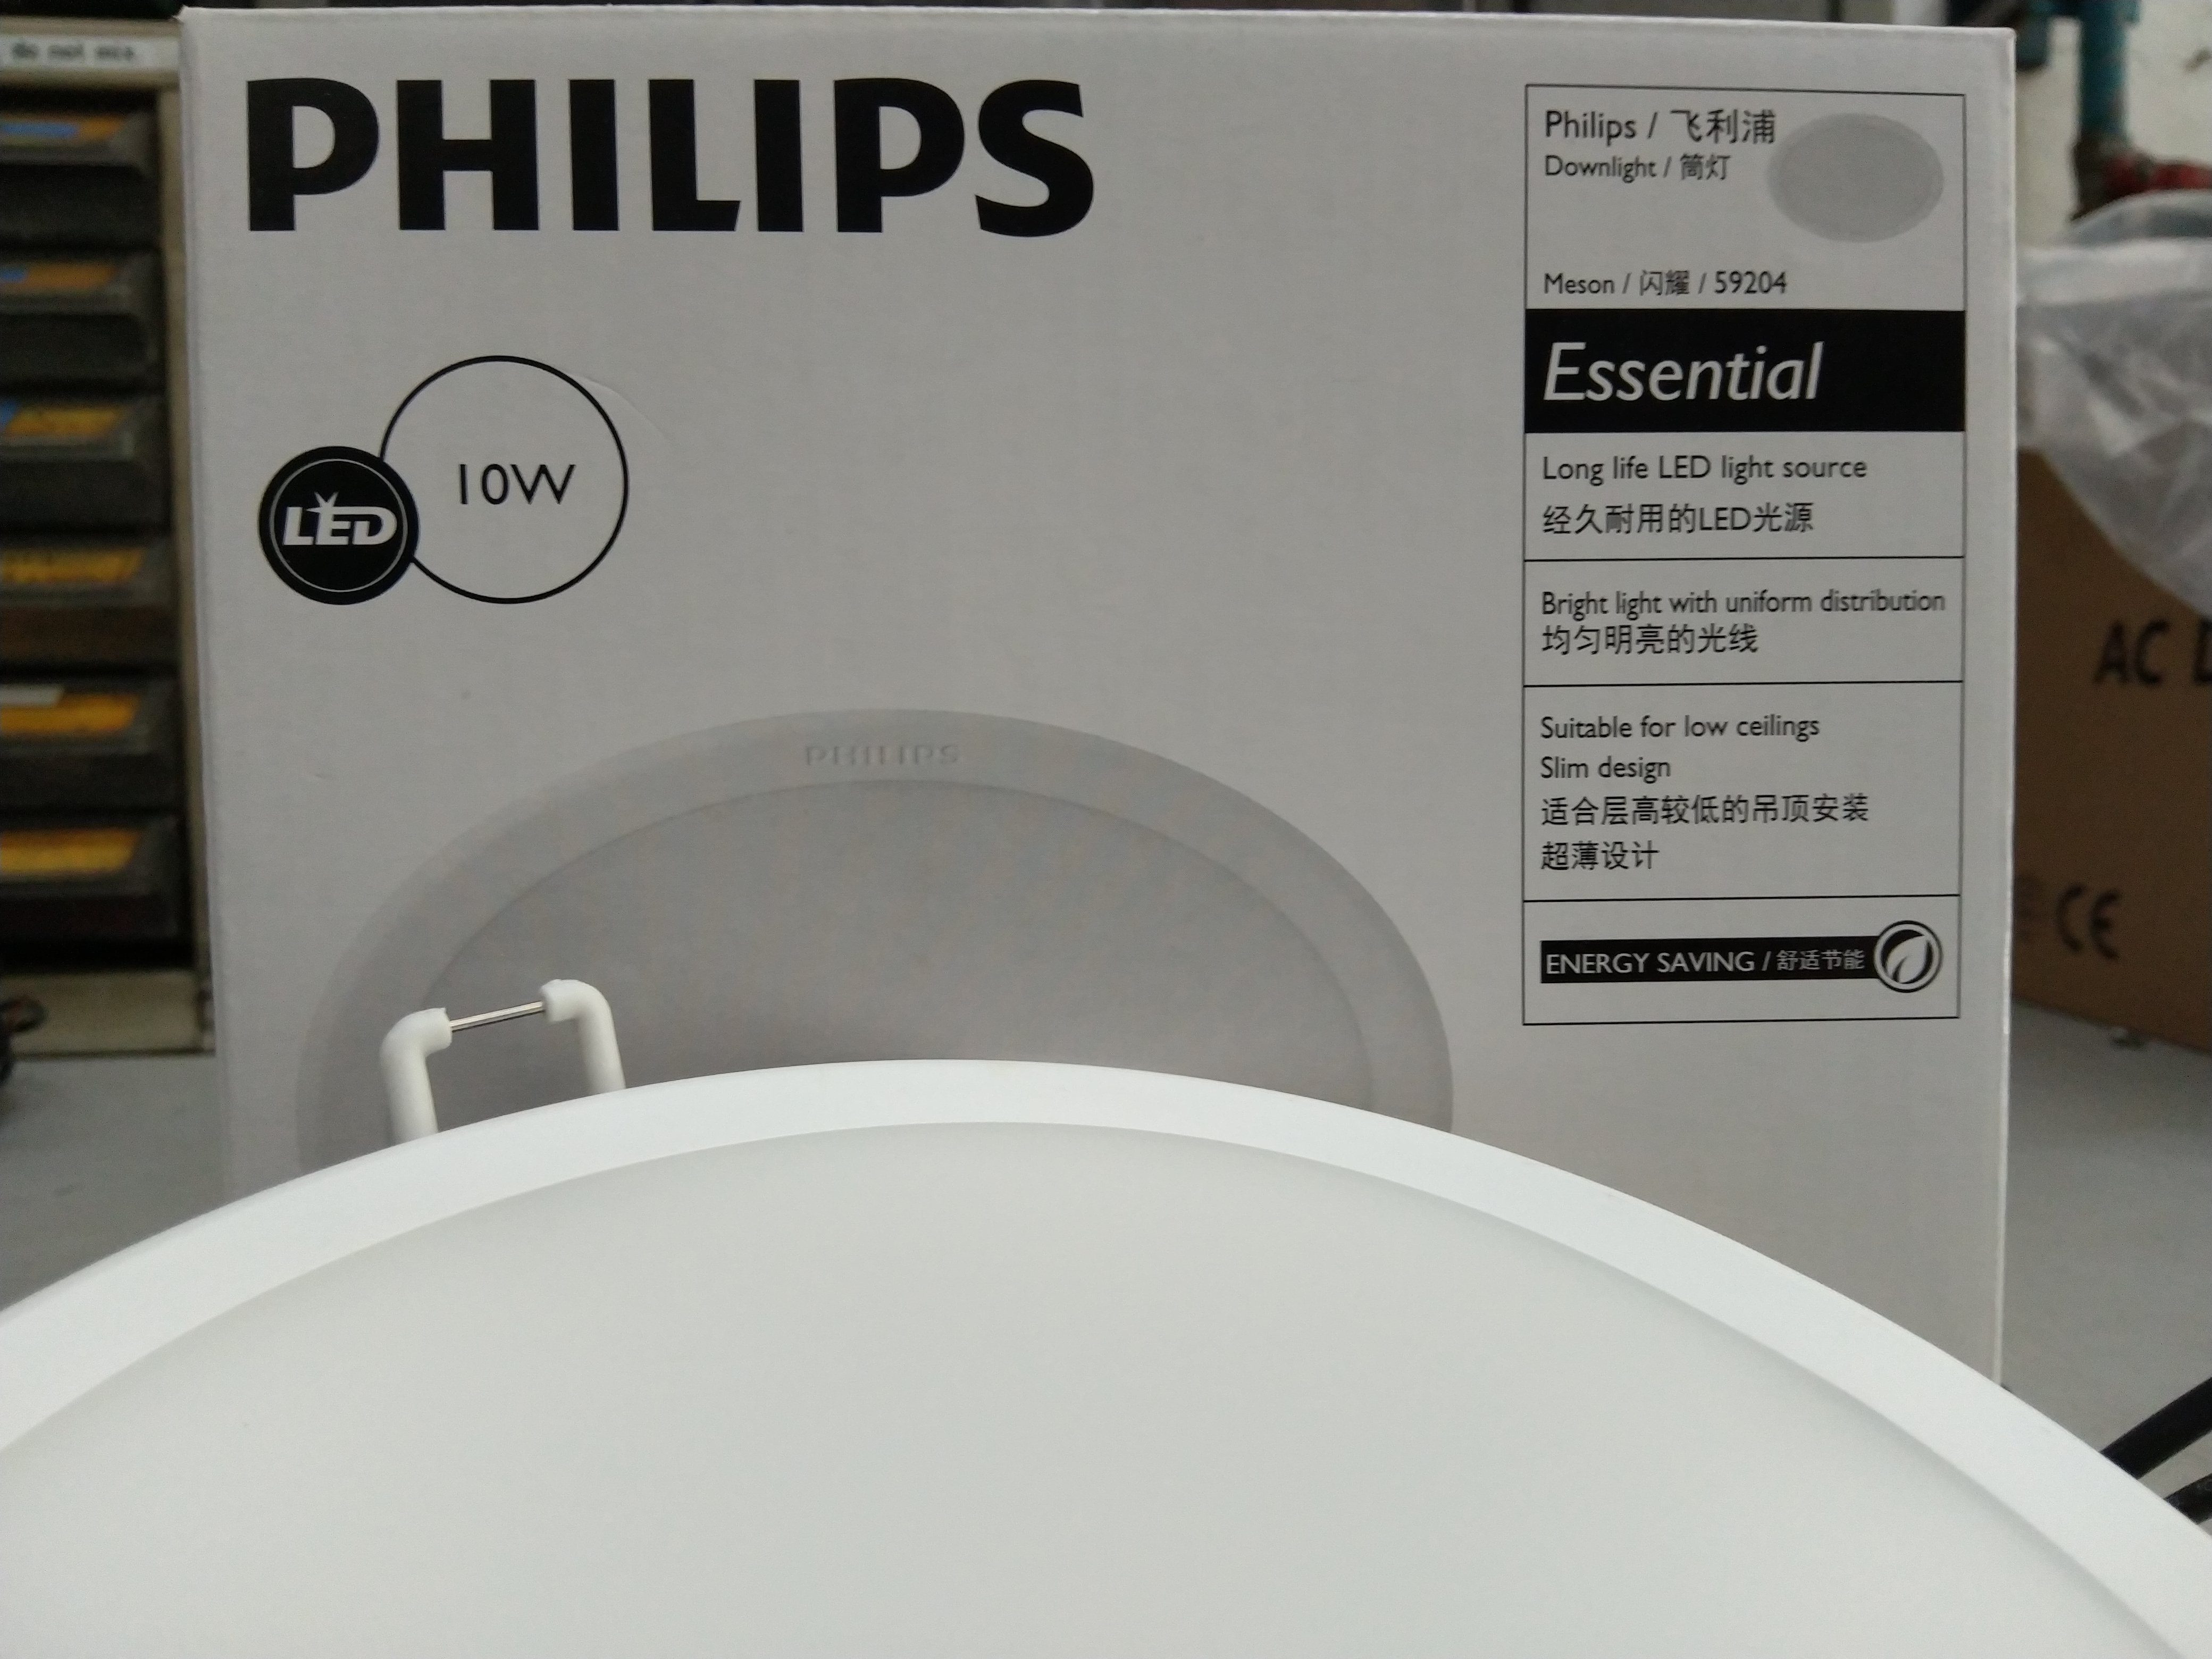 do not mix
PHILIPS
LED
10W
PHILIPS
Philips / 飞利浦
Downlight / 筒灯
Meson / 闪耀 / 59204
Essential
Long life LED light source
经久耐用的LED光源
Bright light with uniform distribution
均匀明亮的光线
Suitable for low ceilings
Slim design
适合层高较低的吊顶安装
超薄设计
ENERGY SAVING / 舒适节能
AC
CE